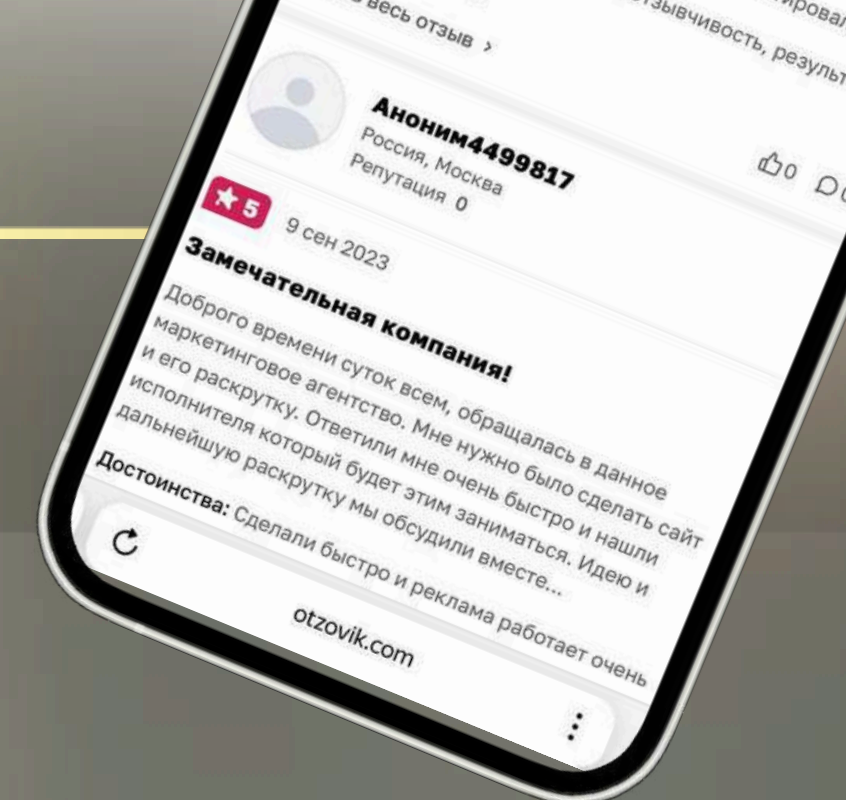 весь отзыв
отзывчивость,
Аноним4499817
Россия, Москва
Репутация 0
0
5
9 сен 2023
Замечательная компания!
Доброго времени суток всем, обращалась в данное
маркетинговое агентство. Мне нужно было сделать сайт
и его раскрутку. Ответили мне очень быстро и нашли
исполнителя который будет этим заниматься. Идею и
дальнейшую раскрутку мы обсудили вместе...
Достоинства: Сделали быстро и реклама работает очень
otzovik.com